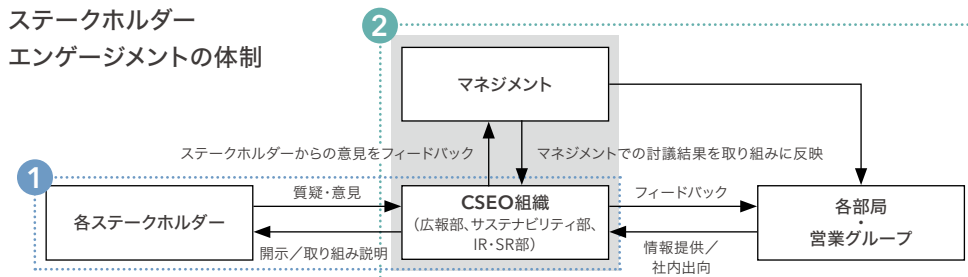 ステークホルダー
エンゲージメントの体制
2
マネジメント
ステークホルダーからの意見をフィードバック
マネジメントでの討議結果を取り組みに反映
1
各ステークホルダー
質疑・意見
開示／取り組み説明
CSEO組織
（広報部、サステナビリティ部、
IR・SR部）
フィードバック
情報提供／
社内出向
各部局
・
営業グループ